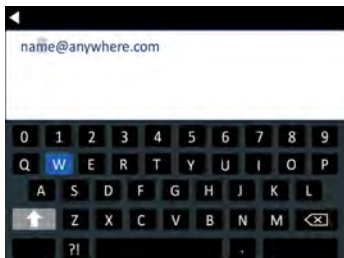 name@anywhere.com
0 1 2 3 4 5 6 7 8 9
Q W E R T Y U I O P
A S D F G H J K L
Z X C V B N M
?! .